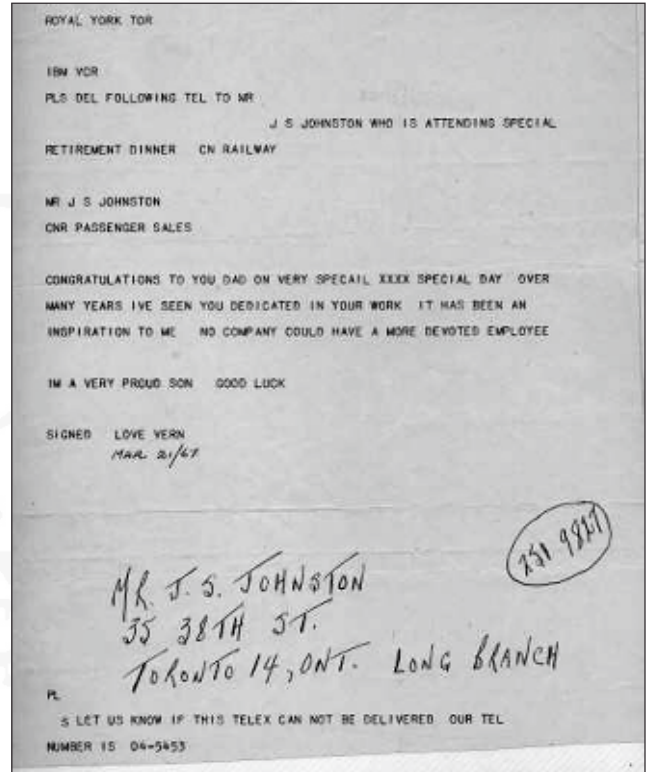 ROYAL YORK TOR
IBM VCR
PLS DEL FOLLOWING TEL TO MR
J S JOHNSTON WHO IS ATTENDING SPECIAL
RETIREMENT DINNER CN RAILWAY
MR J S JOHNSTON
CNR PASSENGER SALES
CONGRATULATIONS TO YOU DAD ON VERY SPECAIL XXXX SPECIAL DAY OVER
MANY YEARS IVE SEEN YOU DEDICATED IN YOUR WORK IT HAS BEEN AN
INSPIRATION TO ME NO COMPANY COULD HAVE A MORE DEVOTED EMPLOYEE
IM A VERY PROUD SON GOOD LUCK
SIGNED LOVE VERN
MAR 21/67
251 9827
MR. J. S. JOHNSTON
35 38TH ST.
TORONTO 14, ONT. LONG BRANCH
PL
S LET US KNOW IF THIS TELEX CAN NOT BE DELIVERED OUR TEL
NUMBER IS 04-5453